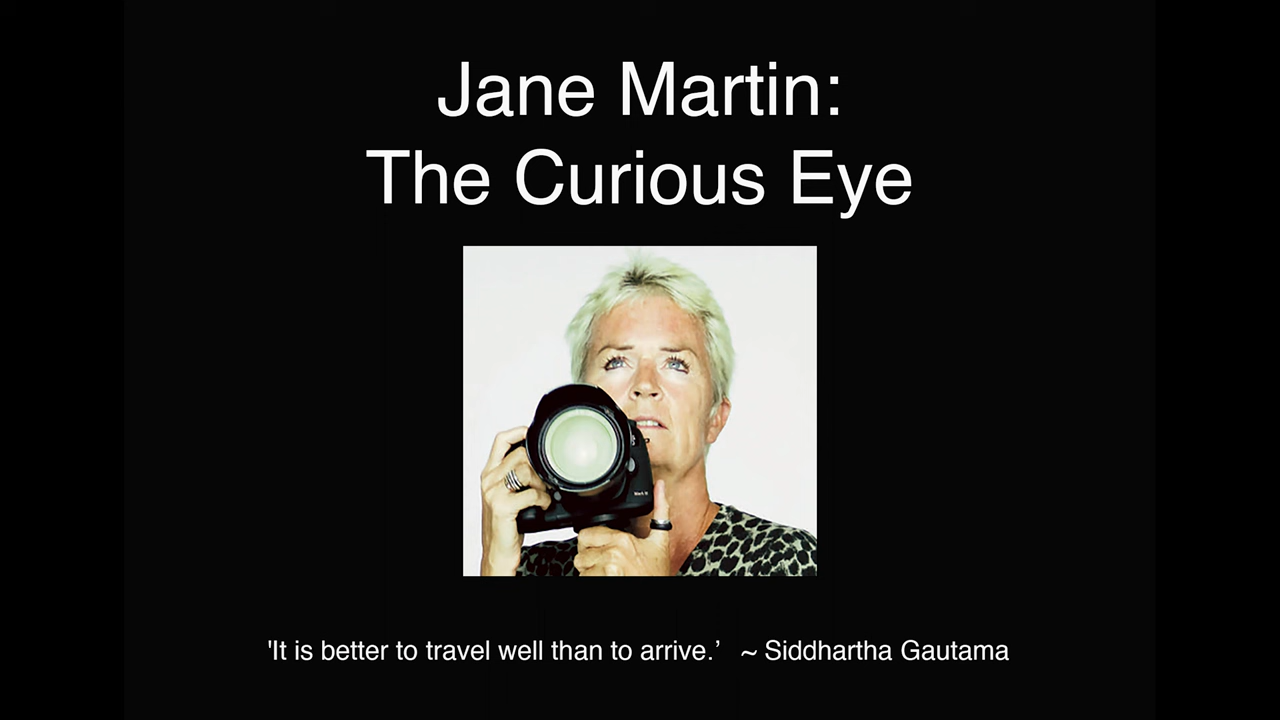 Jane Martin:
The Curious Eye
'It is better to travel well than to arrive.’ ~ Siddhartha Gautama